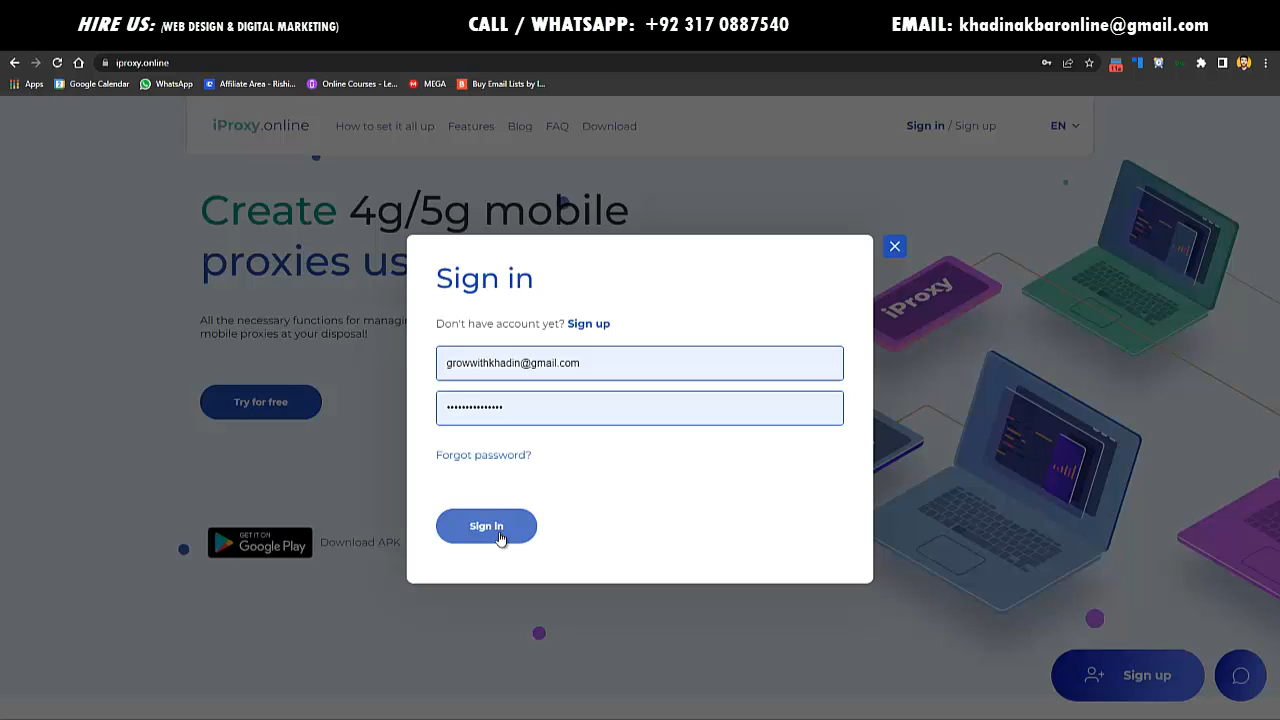 HIRE US: (WEB DESIGN & DIGITAL MARKETING) CALL / WHATSAPP: +92 317 0887540 EMAIL: khadinakbaronline@gmail.com
iproxy.online
Apps Google Calendar WhatsApp Affiliate Area - Rishi... Online Courses - Le... MEGA Buy Email Lists by I...
iProxy.online How to set it all up Features Blog FAQ Download Sign in / Sign up EN
Create 4g/5g mobile
proxies us
All the necessary functions for managin
mobile proxies at your disposal!
Try for free
GET IT ON
Google Play
Download APK
Sign in
Don't have account yet? Sign up
growwithkhadin@gmail.com
••••••••••••••
Forgot password?
Sign in
iProxy
Sign up